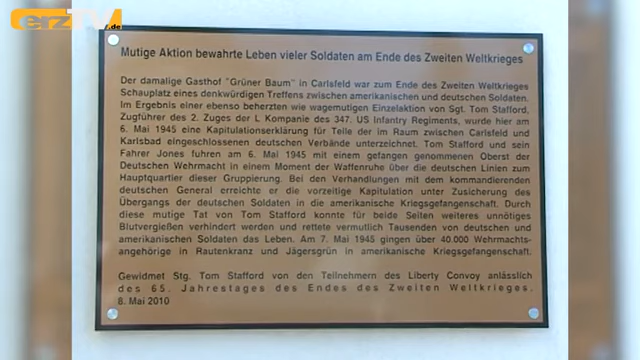 erzTV.de
Mutige Aktion bewahrte Leben vieler Soldaten am Ende des Zweiten Weltkrieges
Der damalige Gasthof "Grüner Baum" in Carlsfeld war zum Ende des Zweiten Weltkrieges
Schauplatz eines denkwürdigen Treffens zwischen amerikanischen und deutschen Soldaten.
Im Ergebnis einer ebenso beherzten wie wagemutigen Einzelaktion von Sgt. Tom Stafford,
Zugführer des 2. Zuges der L Kompanie des 347. US Infantry Regiments, wurde hier am
6. Mai 1945 eine Kapitulationserklärung für Teile der im Raum zwischen Carlsfeld und
Karlsbad eingeschlossenen deutschen Verbände unterzeichnet. Tom Stafford und sein
Fahrer Jones fuhren am 6. Mai 1945 mit einem gefangen genommenen Oberst der
Deutschen Wehrmacht in einem Moment der Waffenruhe über die deutschen Linien zum
Hauptquartier dieser Gruppierung. Bei den Verhandlungen mit dem kommandierenden
deutschen General erreichte er die vorzeitige Kapitulation unter Zusicherung des
Übergangs der deutschen Soldaten in die amerikanische Kriegsgefangenschaft. Durch
diese mutige Tat von Tom Stafford konnte für beide Seiten weiteres unnötiges
Blutvergießen verhindert werden und rettete vermutlich Tausenden von deutschen und
amerikanischen Soldaten das Leben. Am 7. Mai 1945 gingen über 40.000 Wehrmachts-
angehörige in Rautenkranz und Jägersgrün in amerikanische Kriegsgefangenschaft.
Gewidmet Stg. Tom Stafford von den Teilnehmern des Liberty Convoy anlässlich
des 65. Jahrestages des Endes des Zweiten Weltkrieges.
8. Mai 2010